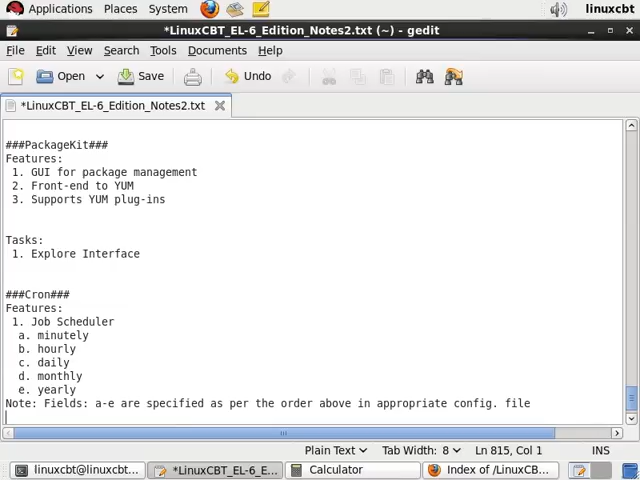 Applications Places System linuxcbt
*LinuxCBT_EL-6_Edition_Notes2.txt (~) - gedit
File Edit View Search Tools Documents Help
Open Save Undo
*LinuxCBT_EL-6_Edition_Notes2.txt
###PackageKit###
Features:
1. GUI for package management
2. Front-end to YUM
3. Supports YUM plug-ins
Tasks:
1. Explore Interface
###Cron###
Features:
1. Job Scheduler
a. minutely
b. hourly
c. daily
d. monthly
e. yearly
Note: Fields: a-e are specified as per the order above in appropriate config. file
Plain Text Tab Width: 8 Ln 815, Col 1 INS
linuxcbt@linuxcbt... *LinuxCBT_EL-6_E... Calculator Index of /LinuxCB...